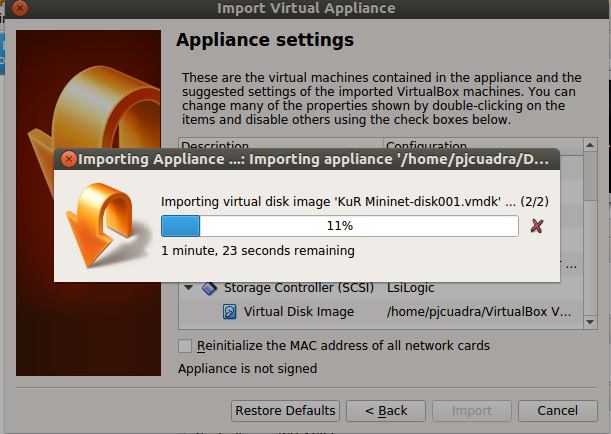 Import Virtual Appliance
Appliance settings
These are the virtual machines contained in the appliance and the
suggested settings of the imported VirtualBox machines. You can
change many of the properties shown by double-clicking on the
items and disable others using the check boxes below.
Description Configuration
Importing Appliance ...: Importing appliance '/home/pjcuadra/D...
Importing virtual disk image 'KuR Mininet-disk001.vmdk' ... (2/2)
11%
1 minute, 23 seconds remaining
...
Storage Controller (SCSI) LsiLogic
Virtual Disk Image /home/pjcuadra/VirtualBox V...
Reinitialize the MAC address of all network cards
Appliance is not signed
Restore Defaults < Back Import Cancel